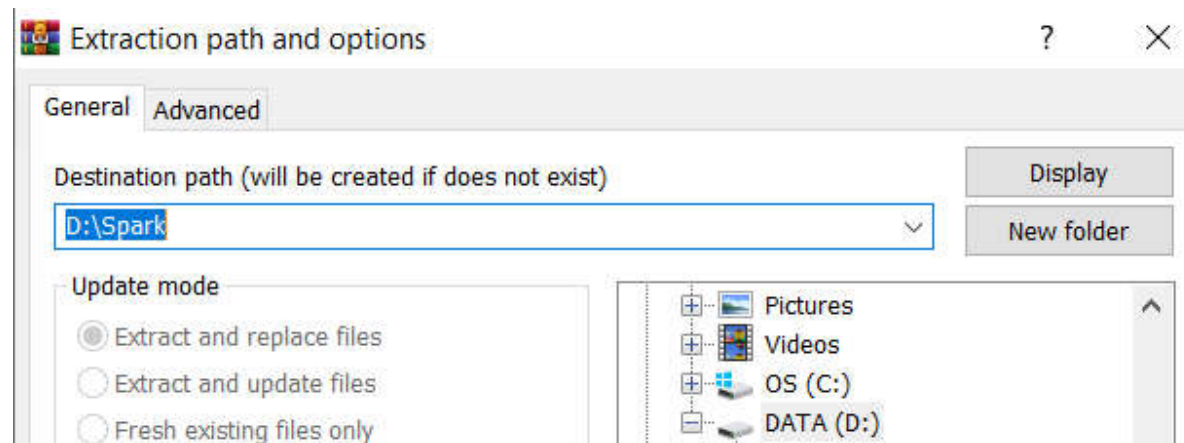 Extraction path and options
General Advanced
Destination path (will be created if does not exist)
Display
D:\Spark
New folder
Update mode
Extract and replace files
Extract and update files
Fresh existing files only
Pictures
Videos
OS (C:)
DATA (D:)